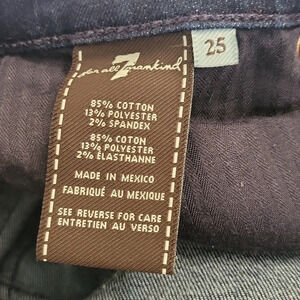 7
for all mankind
25
85% COTTON
13% POLYESTER
2% SPANDEX
85% COTON
13% POLYESTER
2% ÉLASTHANNE
MADE IN MEXICO
FABRIQUÉ AU MEXIQUE
SEE REVERSE FOR CARE
ENTRETIEN AU VERSO